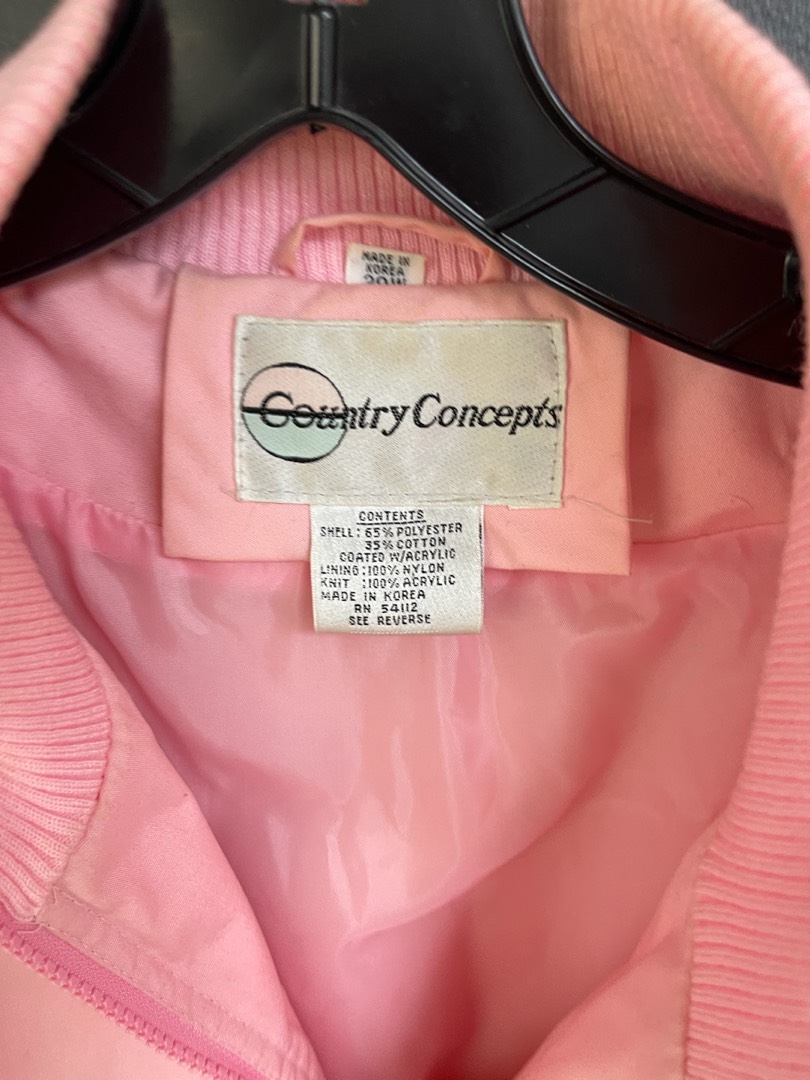 MADE IN
KOREA
20W
Country Concepts
CONTENTS
SHELL: 65% POLYESTER
35% COTTON
COATED W/ACRYLIC
LINING:100% NYLON
KNIT :100% ACRYLIC
MADE IN KOREA
RN 54112
SEE REVERSE